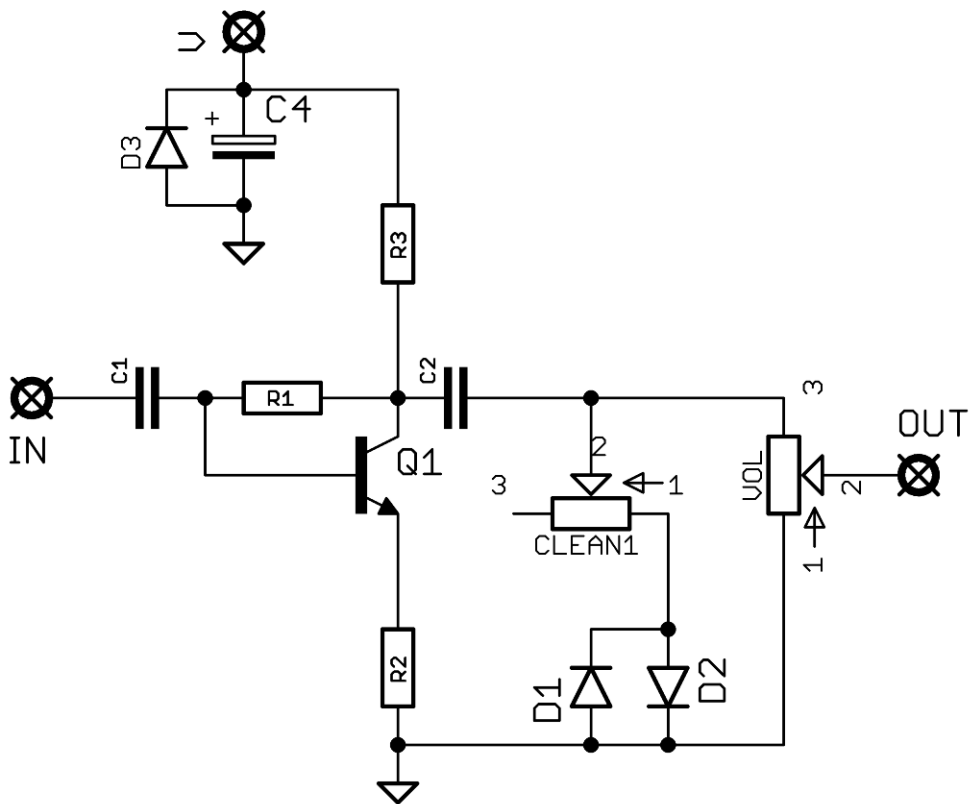 U
+
C4
D3
R3
C1
C2
R1
3
IN
Q1
OUT
2
3
1
VOL
2
CLEAN1
1
R2
D1
D2